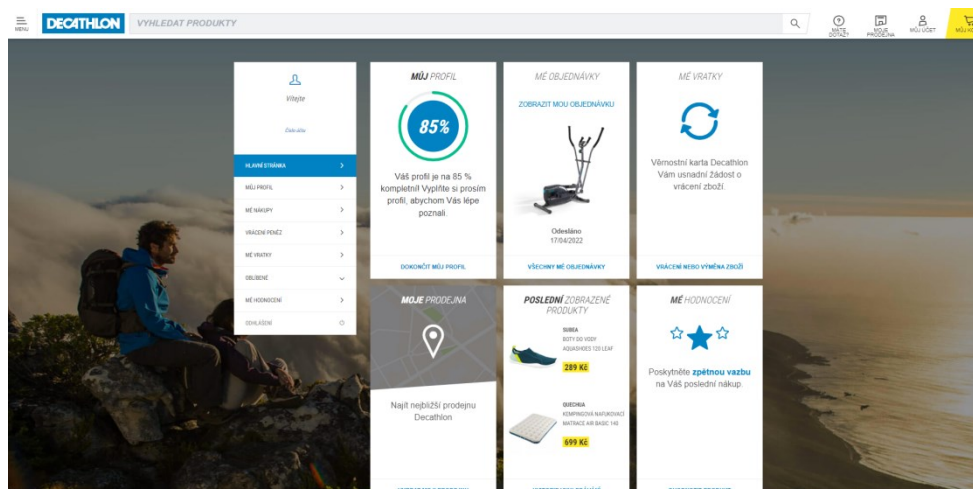 MENU
DECATHLON
VYHLEDAT PRODUKTY
MÁTE
DOTAZ?
MOJE
PRODEJNA
MŮJ ÚČET
Vítejte
Číslo účtu
HLAVNÍ STRÁNKA
MŮJ PROFIL
MÉ NÁKUPY
VRÁCENÍ PENĚZ
MÉ VRATKY
OBLÍBENÉ
MÉ HODNOCENÍ
ODHLÁŠENÍ
MŮJ PROFIL
85%
Váš profil je na 85 %
kompletní! Vyplňte si prosím
profil, abychom Vás lépe
poznali.
DOKONČIT MŮJ PROFIL
MÉ OBJEDNÁVKY
ZOBRAZIT MOU OBJEDNÁVKU
Odesláno
17/04/2022
VŠECHNY MÉ OBJEDNÁVKY
MÉ VRATKY
Věrnostní karta Decathlon
Vám usnadní žádost o
vrácení zboží.
VRÁCENÍ NEBO VÝMĚNA ZBOŽÍ
MOJE PRODEJNA
Najít nejbližší prodejnu
Decathlon
POSLEDNÍ ZOBRAZENÉ
PRODUKTY
SUBEA
BOTY DO VODY
AQUASHOES 120 LEAF
289 Kč
QUECHUA
KEMPINGOVÁ NAFUKOVACÍ
MATRACE AIR BASIC 140
699 Kč
MÉ HODNOCENÍ
Poskytněte zpětnou vazbu
na Váš poslední nákup.